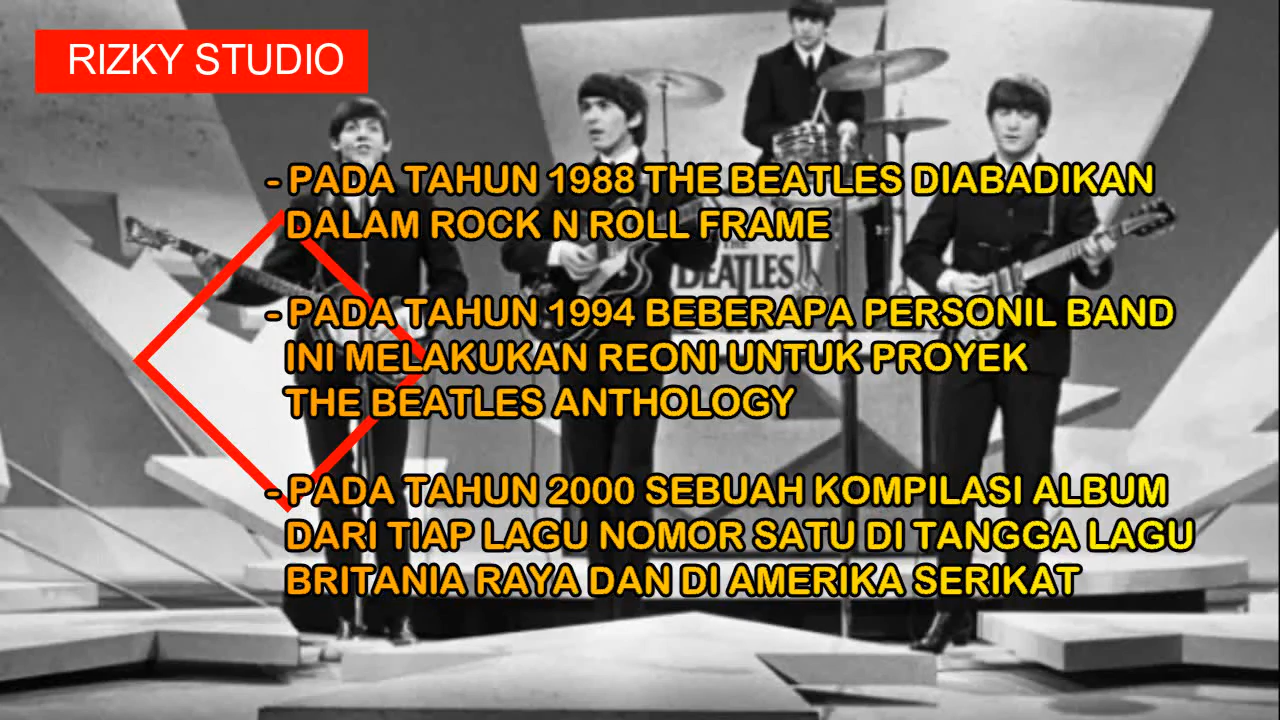 RIZKY STUDIO
- PADA TAHUN 1988 THE BEATLES DIABADIKAN
DALAM ROCK N ROLL FRAME
THE
BEATLES
- PADA TAHUN 1994 BEBERAPA PERSONIL BAND
INI MELAKUKAN REONI UNTUK PROYEK
THE BEATLES ANTHOLOGY
- PADA TAHUN 2000 SEBUAH KOMPILASI ALBUM
DARI TIAP LAGU NOMOR SATU DI TANGGA LAGU
BRITANIA RAYA DAN DI AMERIKA SERIKAT